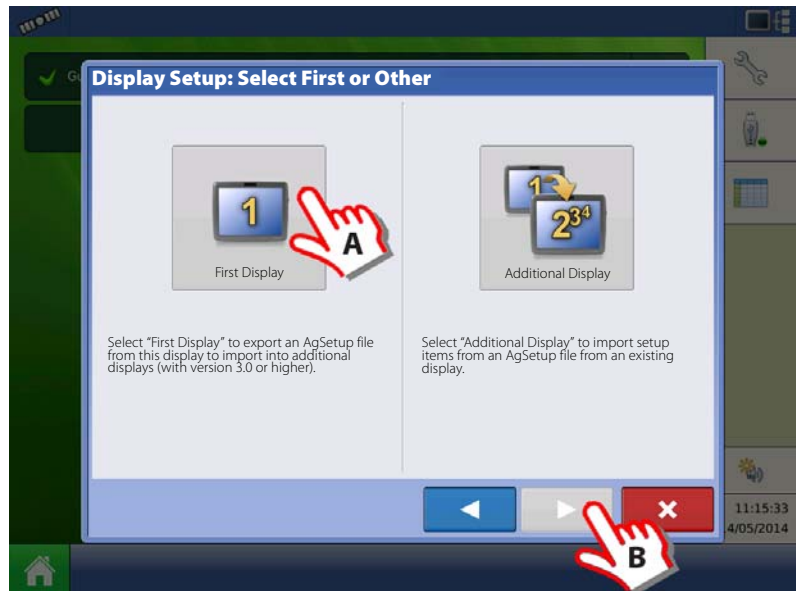 Gu
Display Setup: Select First or Other
1
A
First Display
1
2 3 4
Additional Display
Select “First Display” to export an AgSetup file
from this display to import into additional
displays (with version 3.0 or higher).
Select “Additional Display” to import setup
items from an AgSetup file from an existing
display.
B
11:15:33
4/05/2014